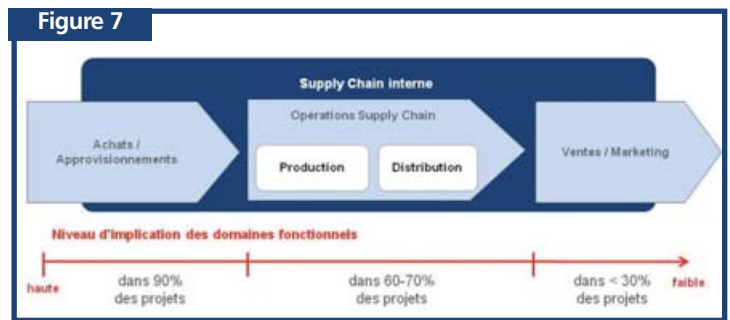 Figure 7
Supply Chain interne
Achats /
Approvisionnements
Opérations Supply Chain
Production
Distribution
Ventes / Marketing
Niveau d'implication des domaines fonctionnels
haute
dans 90%
des projets
dans 60-70%
des projets
dans < 30%
des projets
faible